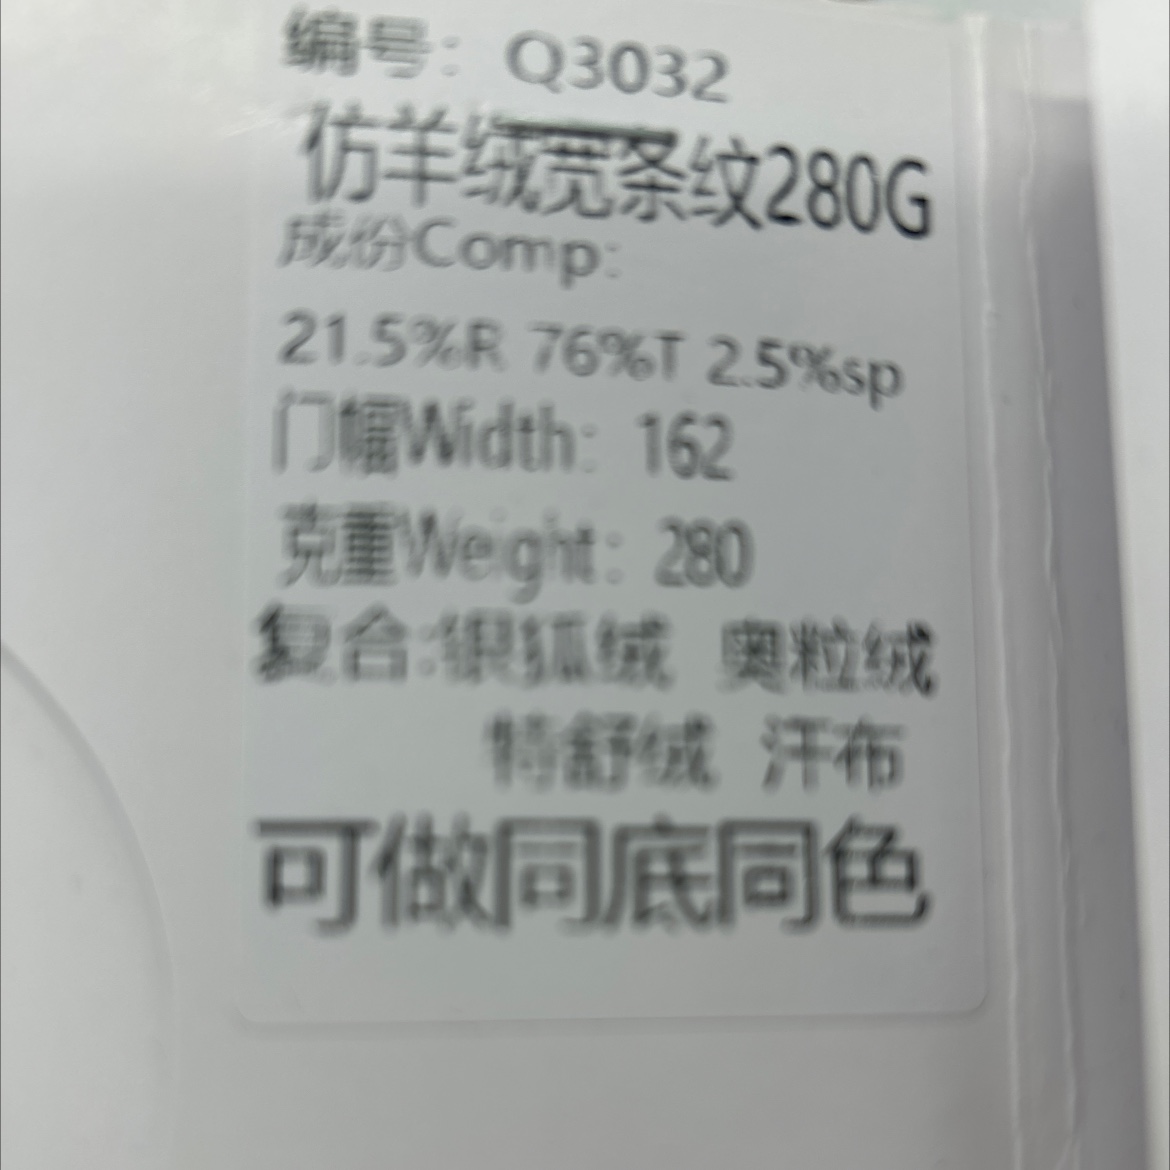 编号：Q3032
仿羊绒宽条纹280G
成份Comp:
21.5%R 76%T 2.5%sp
门幅Width：162
克重Weight：280
复合:银狐绒 奥粒绒
特舒绒 汗布
可做同底同色